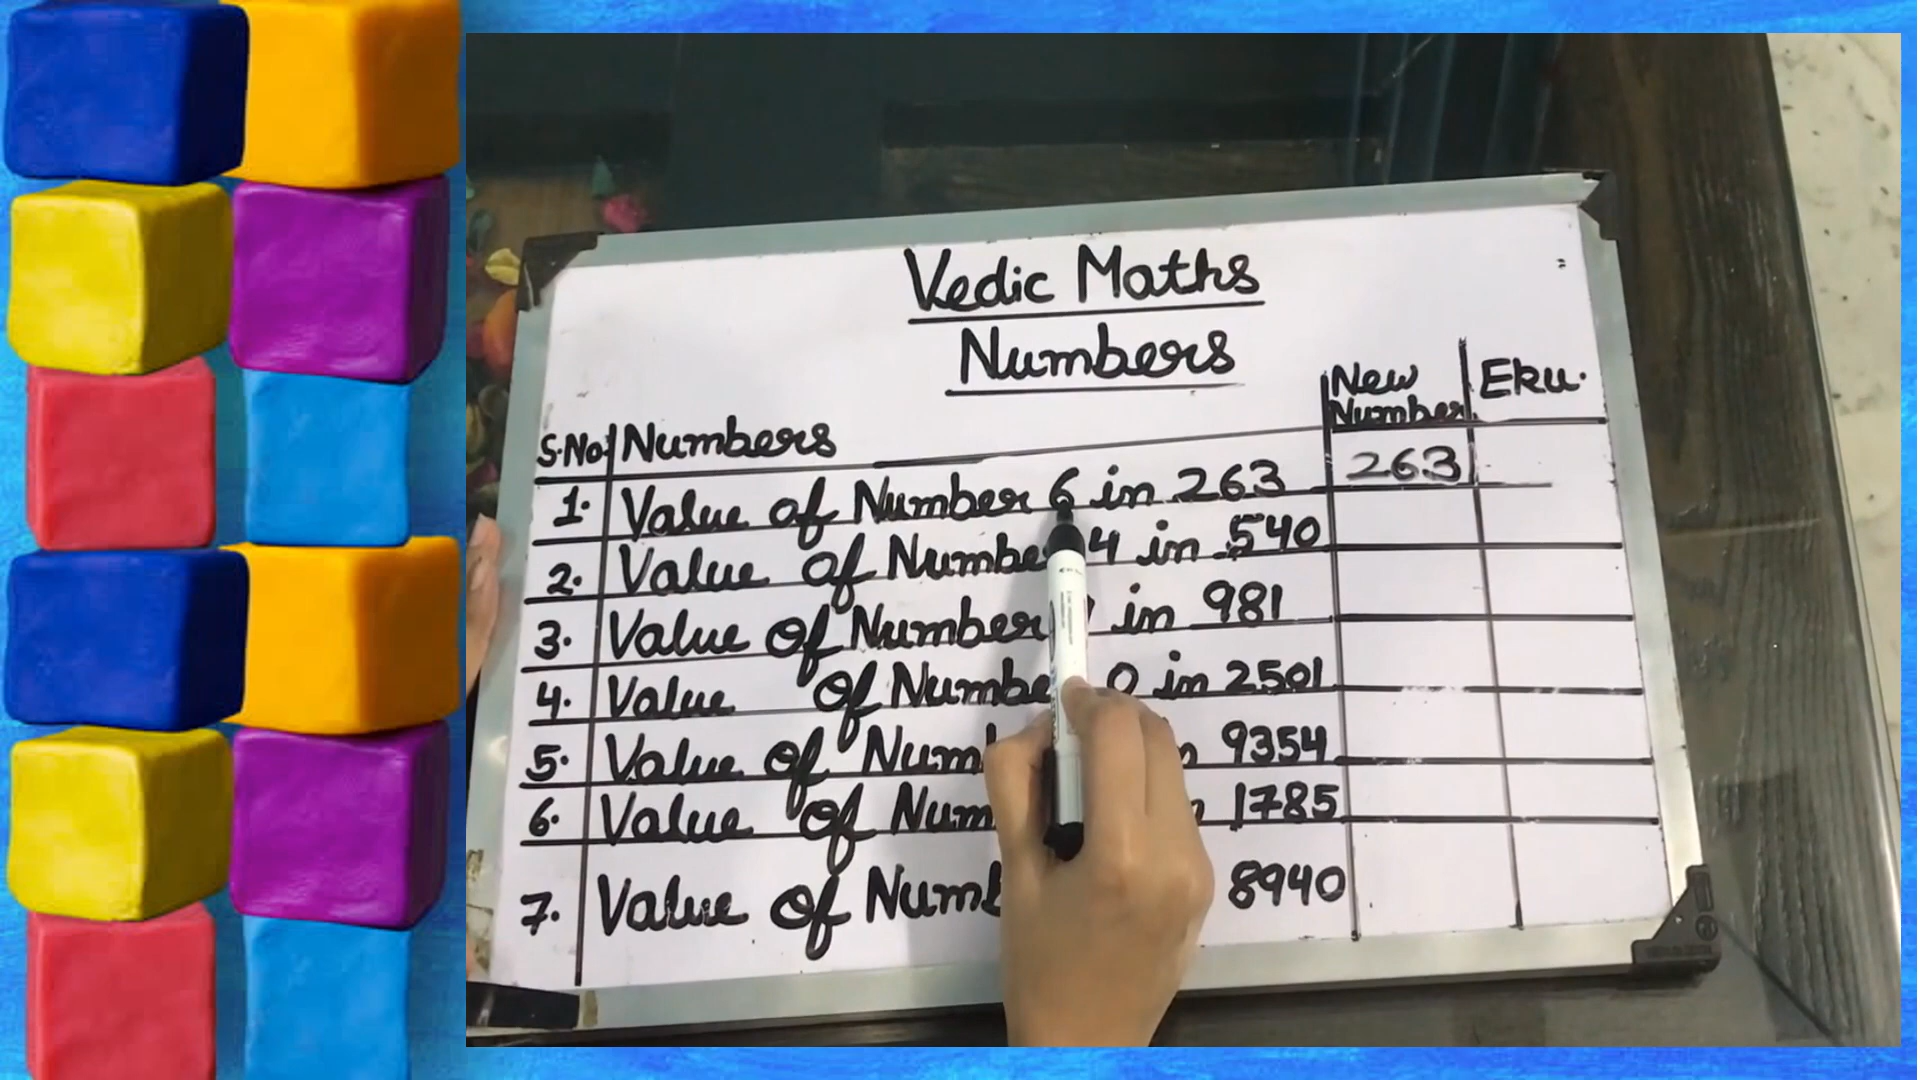 Vedic Maths
Numbers
S.No. Numbers New Number Eku.
1. Value of Number 6 in 263 263
2. Value of Number 4 in 540
3. Value of Number in 981
4. Value of Number 0 in 2501
5. Value of 9354
6. Value of 1785
7. Value of 8940